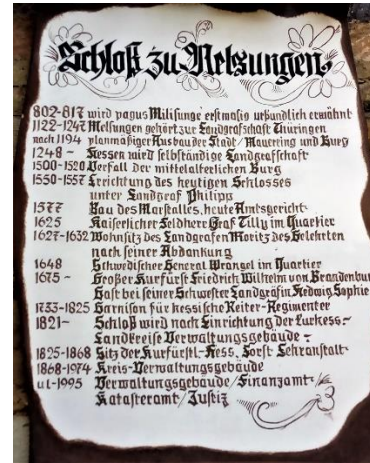 Schloß zu Melsungen
802-817 wird pagus Milisunge erstmalig urkundlich erwähnt
1122-1247 Melsungen gehört zur Landgrafschaft Thüringen
nach 1194 planmäßiger Ausbau der Stadt/Mauerring und Burg
1248 - Hessen wird selbständige Landgrafschaft
1500-1520 Verfall der mittelalterlichen Burg
1550-1557 Errichtung des heutigen Schlosses
unter Landgraf Philipp
1577 Bau des Marstalles, heute Amtsgericht
1625 Kaiserlicher Feldherr Graf Tilly im Quartier
1627-1632 Wohnsitz des Landgrafen Moritz des Gelehrten
nach seiner Abdankung
1648 Schwedischer General Wrangel im Quartier
1675 - Großer Kurfürst Friedrich Wilhelm von Brandenbu
Gast bei seiner Schwester Landgräfin Hedwig Sophie
1733-1825 Garnison für hessische Reiter-Regimenter
1821- Schloß wird nach Einrichtung der Kurhess.-
Landkreise Verwaltungsgebäude-
1825-1868 Sitz der Kurfürstl-Hess. Forst-Lehranstalt-
1868-1974 Kreis-Verwaltungsgebäude
-1995 Verwaltungsgebäude/Finanzamt-/
Katasteramt/Justiz